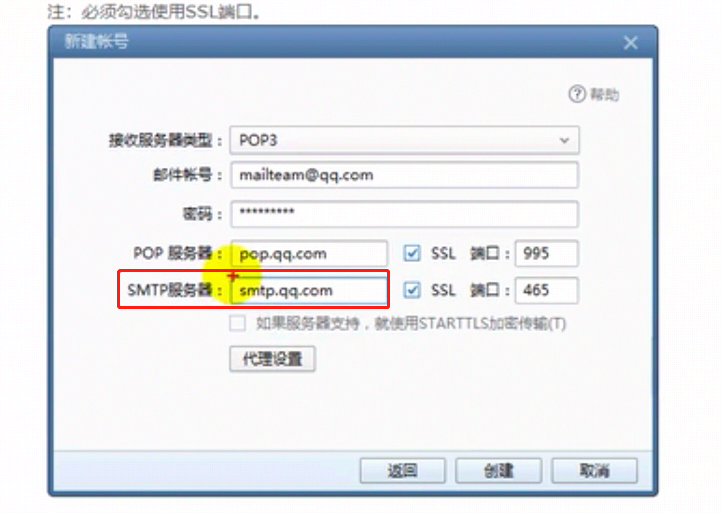 注：必须勾选使用SSL端口。
新建帐号
帮助
接收服务器类型： POP3
邮件帐号： mailteam@qq.com
密码： *********
POP 服务器： pop.qq.com SSL 端口： 995
SMTP服务器： smtp.qq.com SSL 端口： 465
如果服务器支持，就使用STARTTLS加密传输(T)
代理设置
返回 创建 取消